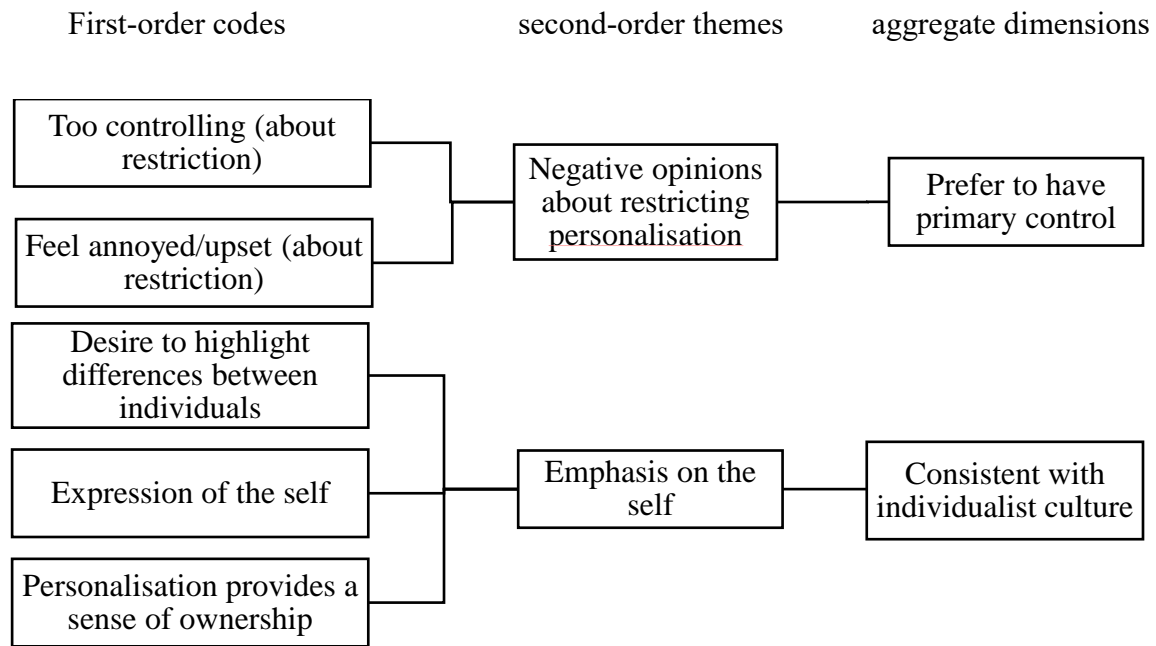 First-order codes
second-order themes
aggregate dimensions
Too controlling (about
restriction)
Feel annoyed/upset (about
restriction)
Negative opinions
about restricting
personalisation
Prefer to have
primary control
Desire to highlight
differences between
individuals
Expression of the self
Personalisation provides a
sense of ownership
Emphasis on the
self
Consistent with
individualist culture